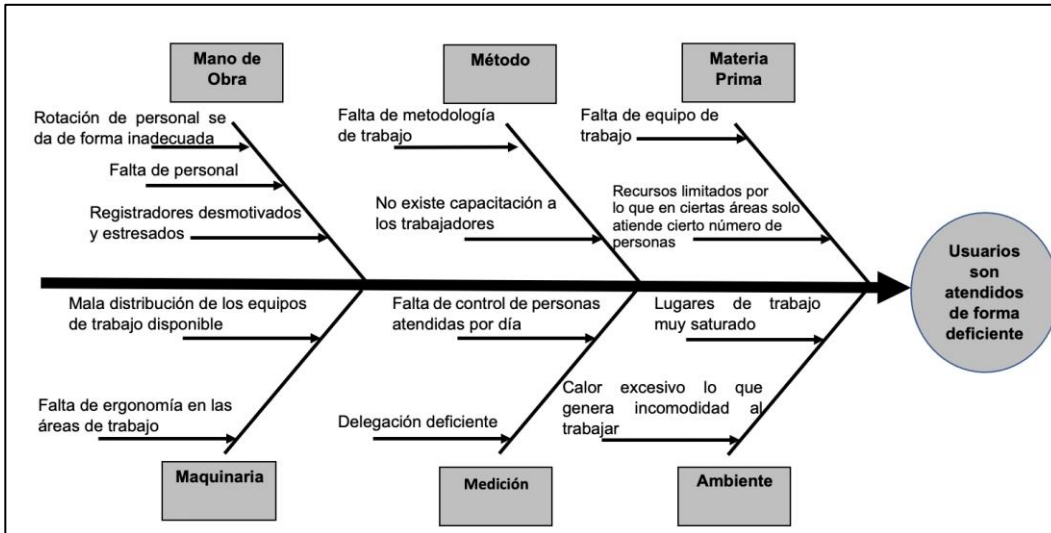 Mano de
Obra
Método
Materia
Prima
Rotación de personal se
da de forma inadecuada
Falta de personal
Registradores desmotivados
y estresados
Falta de metodología
de trabajo
No existe capacitación a
los trabajadores
Falta de equipo de
trabajo
Recursos limitados por
lo que en ciertas áreas solo
atiende cierto número de
personas
Usuarios
son
atendidos
de forma
deficiente
Mala distribución de los equipos
de trabajo disponible
Falta de ergonomía en las
áreas de trabajo
Falta de control de personas
atendidas por día
Delegación deficiente
Lugares de trabajo
muy saturado
Calor excesivo lo que
genera incomodidad al
trabajar
Maquinaria
Medición
Ambiente